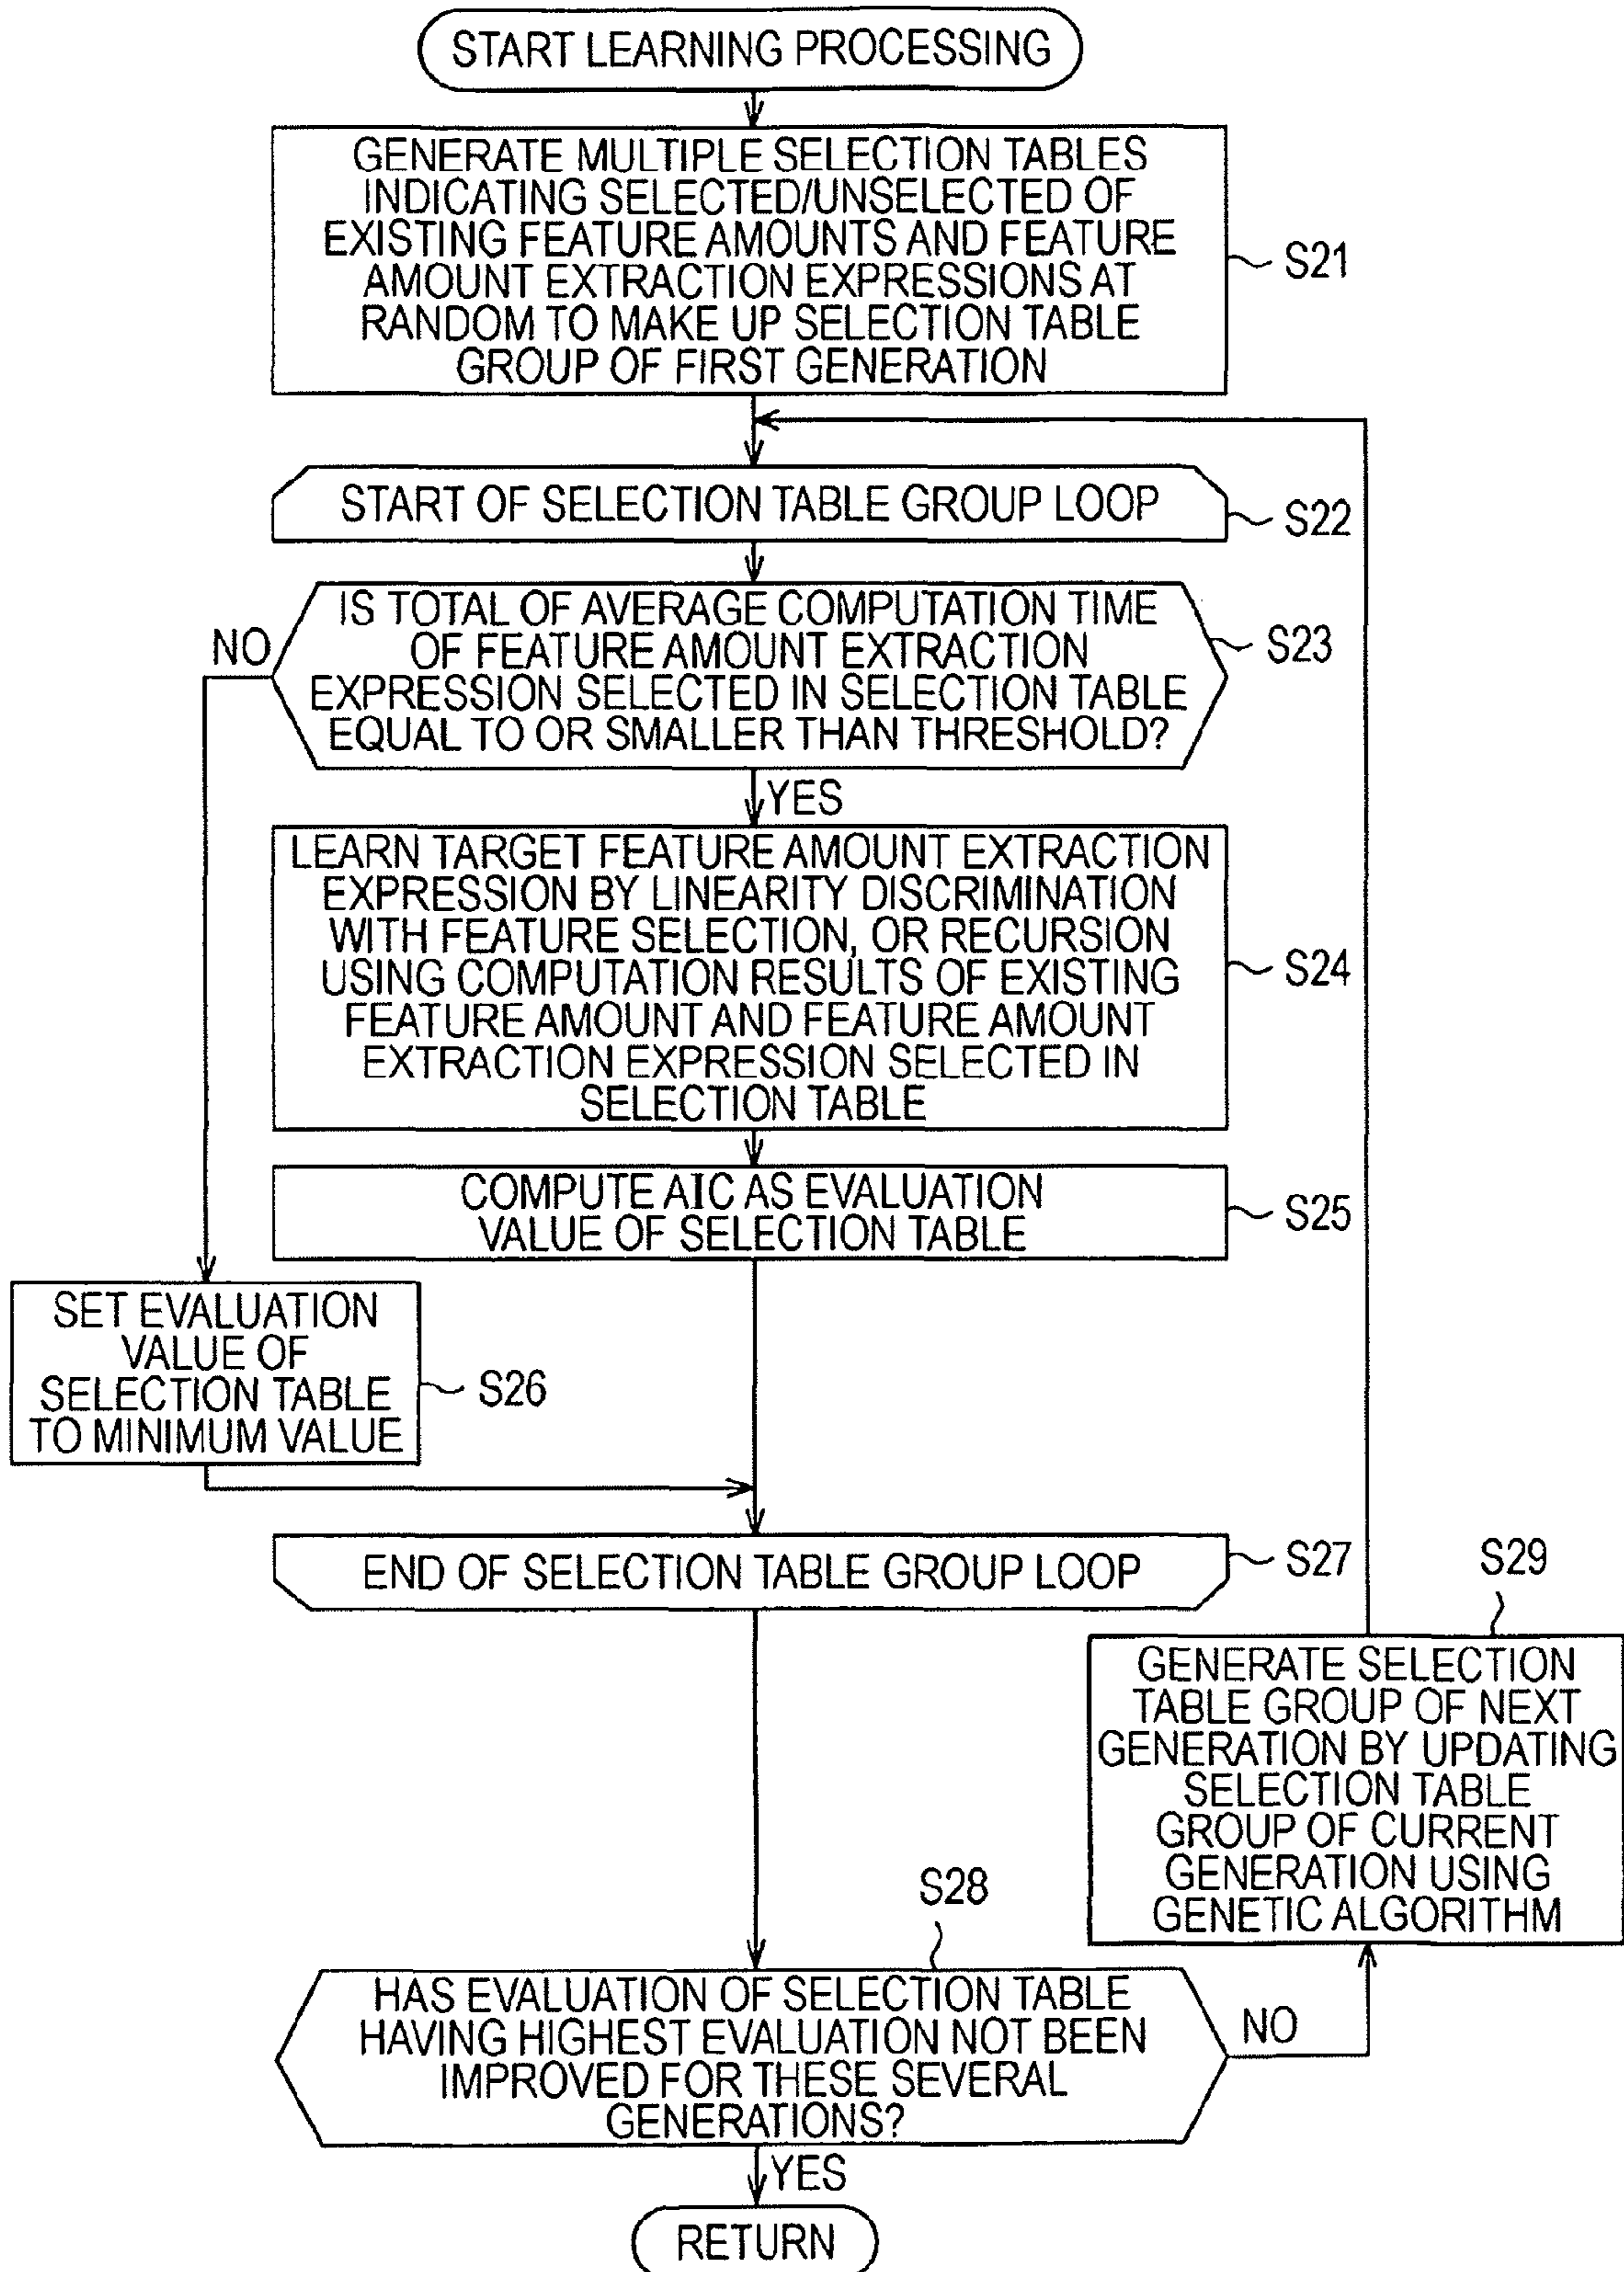 START LEARNING PROCESSING
GENERATE MULTIPLE SELECTION TABLES
INDICATING SELECTED/UNSELECTED OF
EXISTING FEATURE AMOUNTS AND FEATURE
AMOUNT EXTRACTION EXPRESSIONS AT
RANDOM TO MAKE UP SELECTION TABLE
GROUP OF FIRST GENERATION
S21
START OF SELECTION TABLE GROUP LOOP
S22
IS TOTAL OF AVERAGE COMPUTATION TIME
OF FEATURE AMOUNT EXTRACTION
EXPRESSION SELECTED IN SELECTION TABLE
EQUAL TO OR SMALLER THAN THRESHOLD?
S23
NO
YES
LEARN TARGET FEATURE AMOUNT EXTRACTION
EXPRESSION BY LINEARITY DISCRIMINATION
WITH FEATURE SELECTION, OR RECURSION
USING COMPUTATION RESULTS OF EXISTING
FEATURE AMOUNT AND FEATURE AMOUNT
EXTRACTION EXPRESSION SELECTED IN
SELECTION TABLE
S24
COMPUTE AIC AS EVALUATION
VALUE OF SELECTION TABLE
S25
SET EVALUATION
VALUE OF
SELECTION TABLE
TO MINIMUM VALUE
S26
END OF SELECTION TABLE GROUP LOOP
S27
S29
GENERATE SELECTION
TABLE GROUP OF NEXT
GENERATION BY UPDATING
SELECTION TABLE
GROUP OF CURRENT
GENERATION USING
GENETIC ALGORITHM
S28
HAS EVALUATION OF SELECTION TABLE
HAVING HIGHEST EVALUATION NOT BEEN
IMPROVED FOR THESE SEVERAL
GENERATIONS?
NO
YES
RETURN